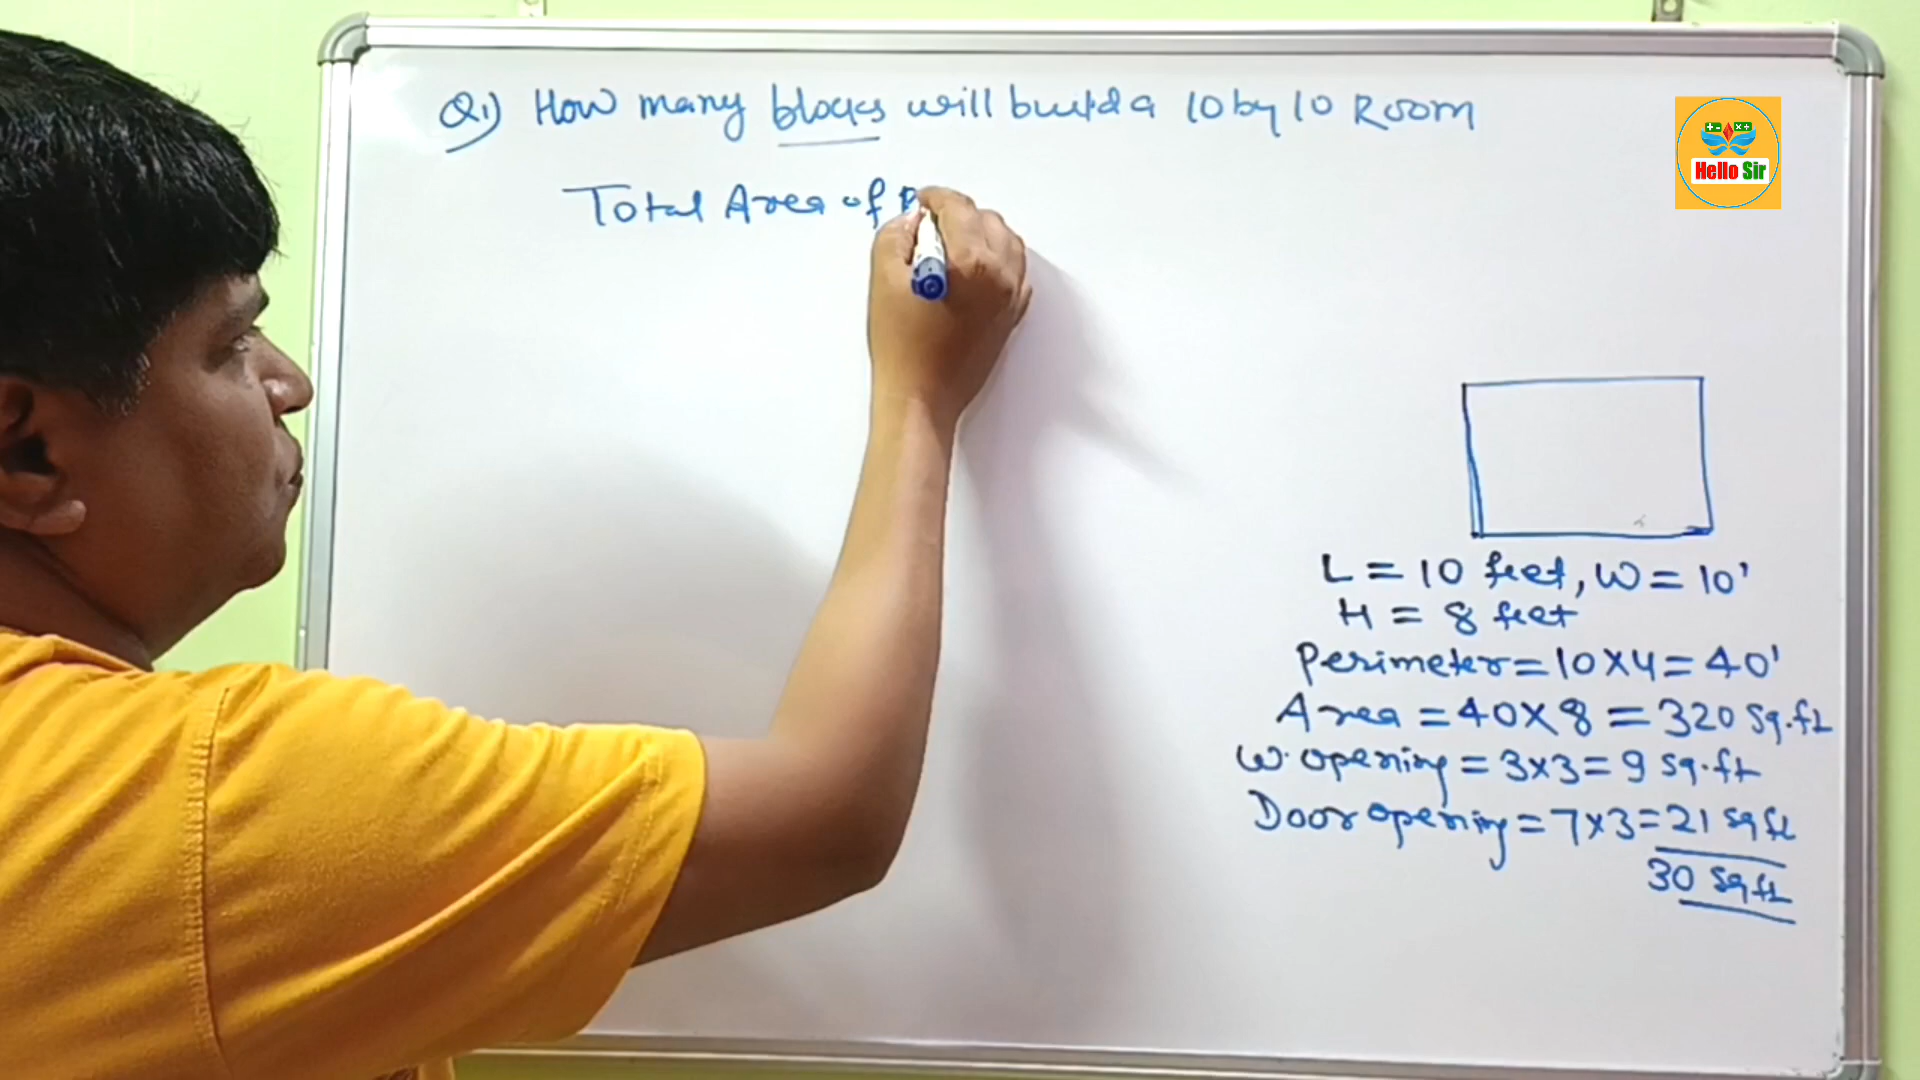 Q1) How many blocks will build a 10 by 10 Room
Total Area of
Hello Sir
L = 10 feet, W = 10'
H = 8 feet
Perimeter = 10 x 4 = 40'
Area = 40 x 8 = 320 Sq.ft
W. opening = 3x3 = 9 Sq.ft
Door opening = 7x3 = 21 Sq ft
30 Sq ft